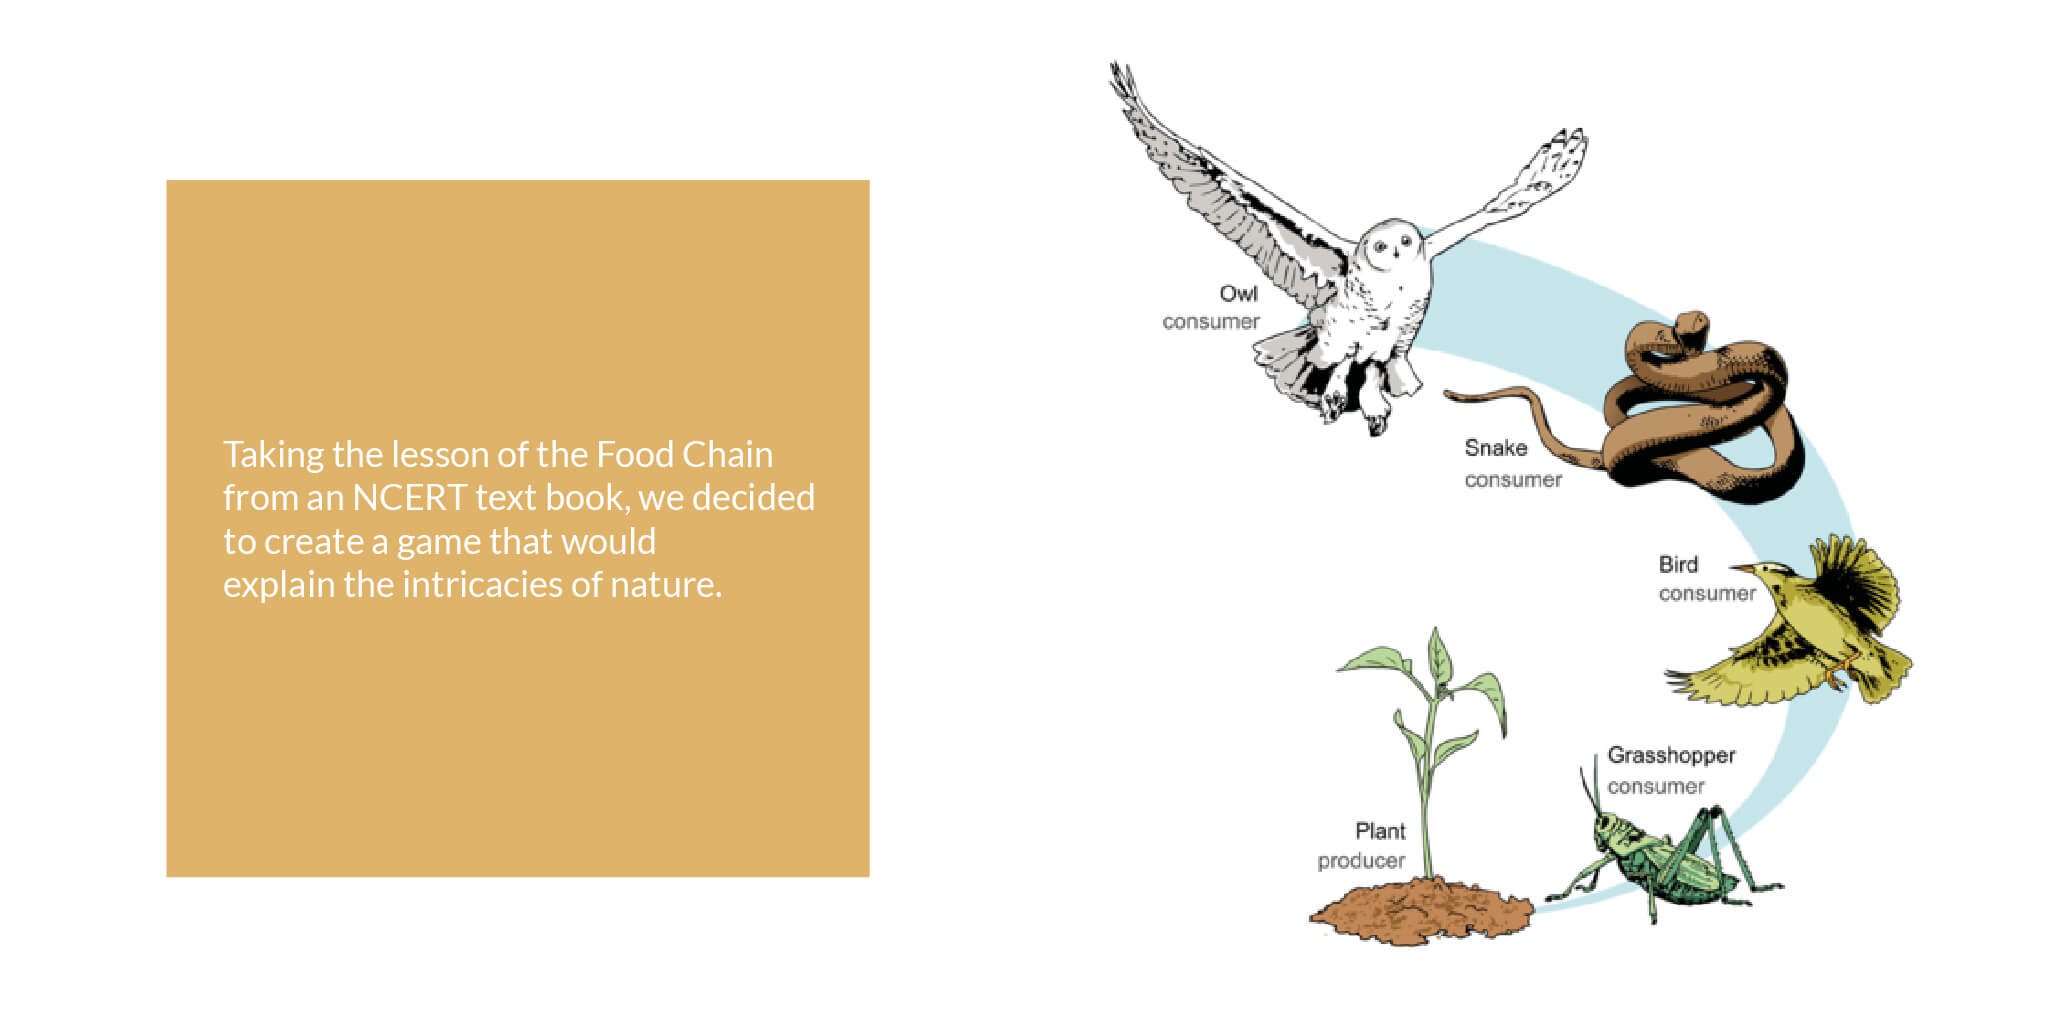 Taking the lesson of the Food Chain
from an NCERT text book, we decided
to create a game that would
explain the intricacies of nature.
Owl
consumer
Snake
consumer
Bird
consumer
Grasshopper
consumer
Plant
producer